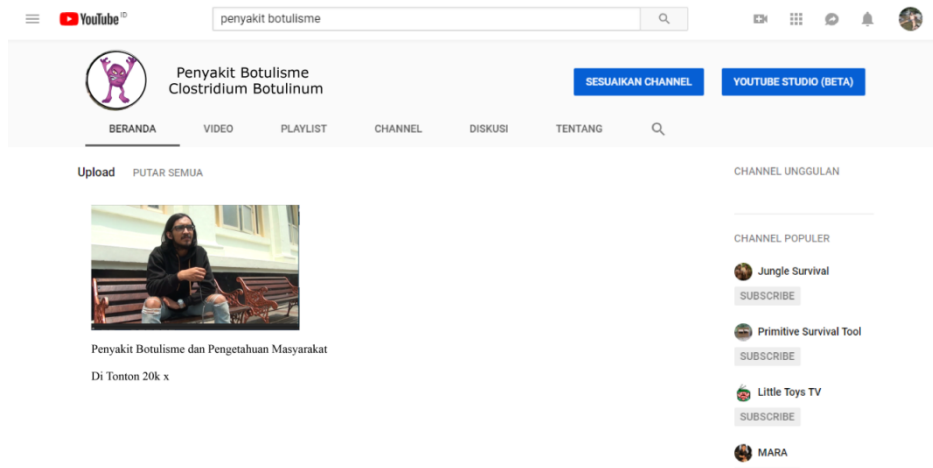 YouTube ID
penyakit botulisme
Penyakit Botulisme
Clostridium Botulinum
SESUAIKAN CHANNEL
YOUTUBE STUDIO (BETA)
BERANDA
VIDEO
PLAYLIST
CHANNEL
DISKUSI
TENTANG
Upload
PUTAR SEMUA
Penyakit Botulisme dan Pengetahuan Masyarakat
Di Tonton 20k x
CHANNEL UNGGULAN
CHANNEL POPULER
Jungle Survival
SUBSCRIBE
Primitive Survival Tool
SUBSCRIBE
Little Toys TV
SUBSCRIBE
MARA